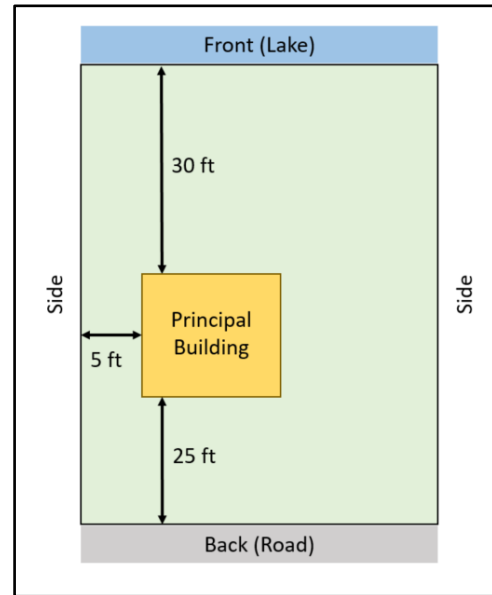 Front (Lake)
30 ft
Side
Side
Principal
Building
5 ft
25 ft
Back (Road)